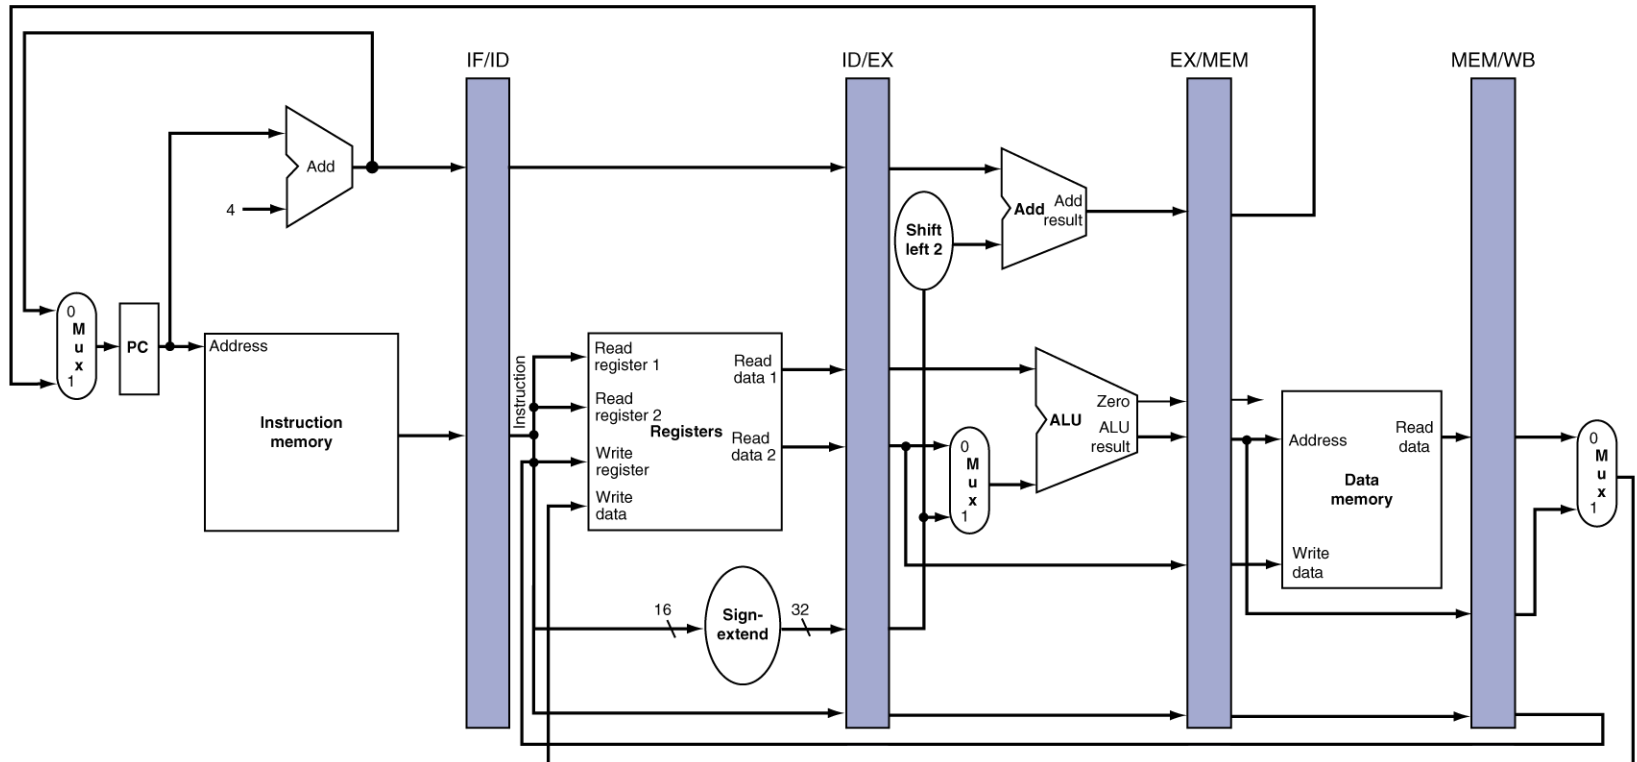 IF/ID
ID/EX
EX/MEM
MEM/WB
Add
4
Add
Add
result
Shift
left 2
0
M
u
x
1
PC
Address
Instruction
memory
Instruction
Read
register 1
Read
register 2
Write
register
Write
data
Registers
Read
data 1
Read
data 2
0
M
u
x
1
ALU
Zero
ALU
result
Address
Read
data
Data
memory
Write
data
0
M
u
x
1
16
Sign-
extend
32